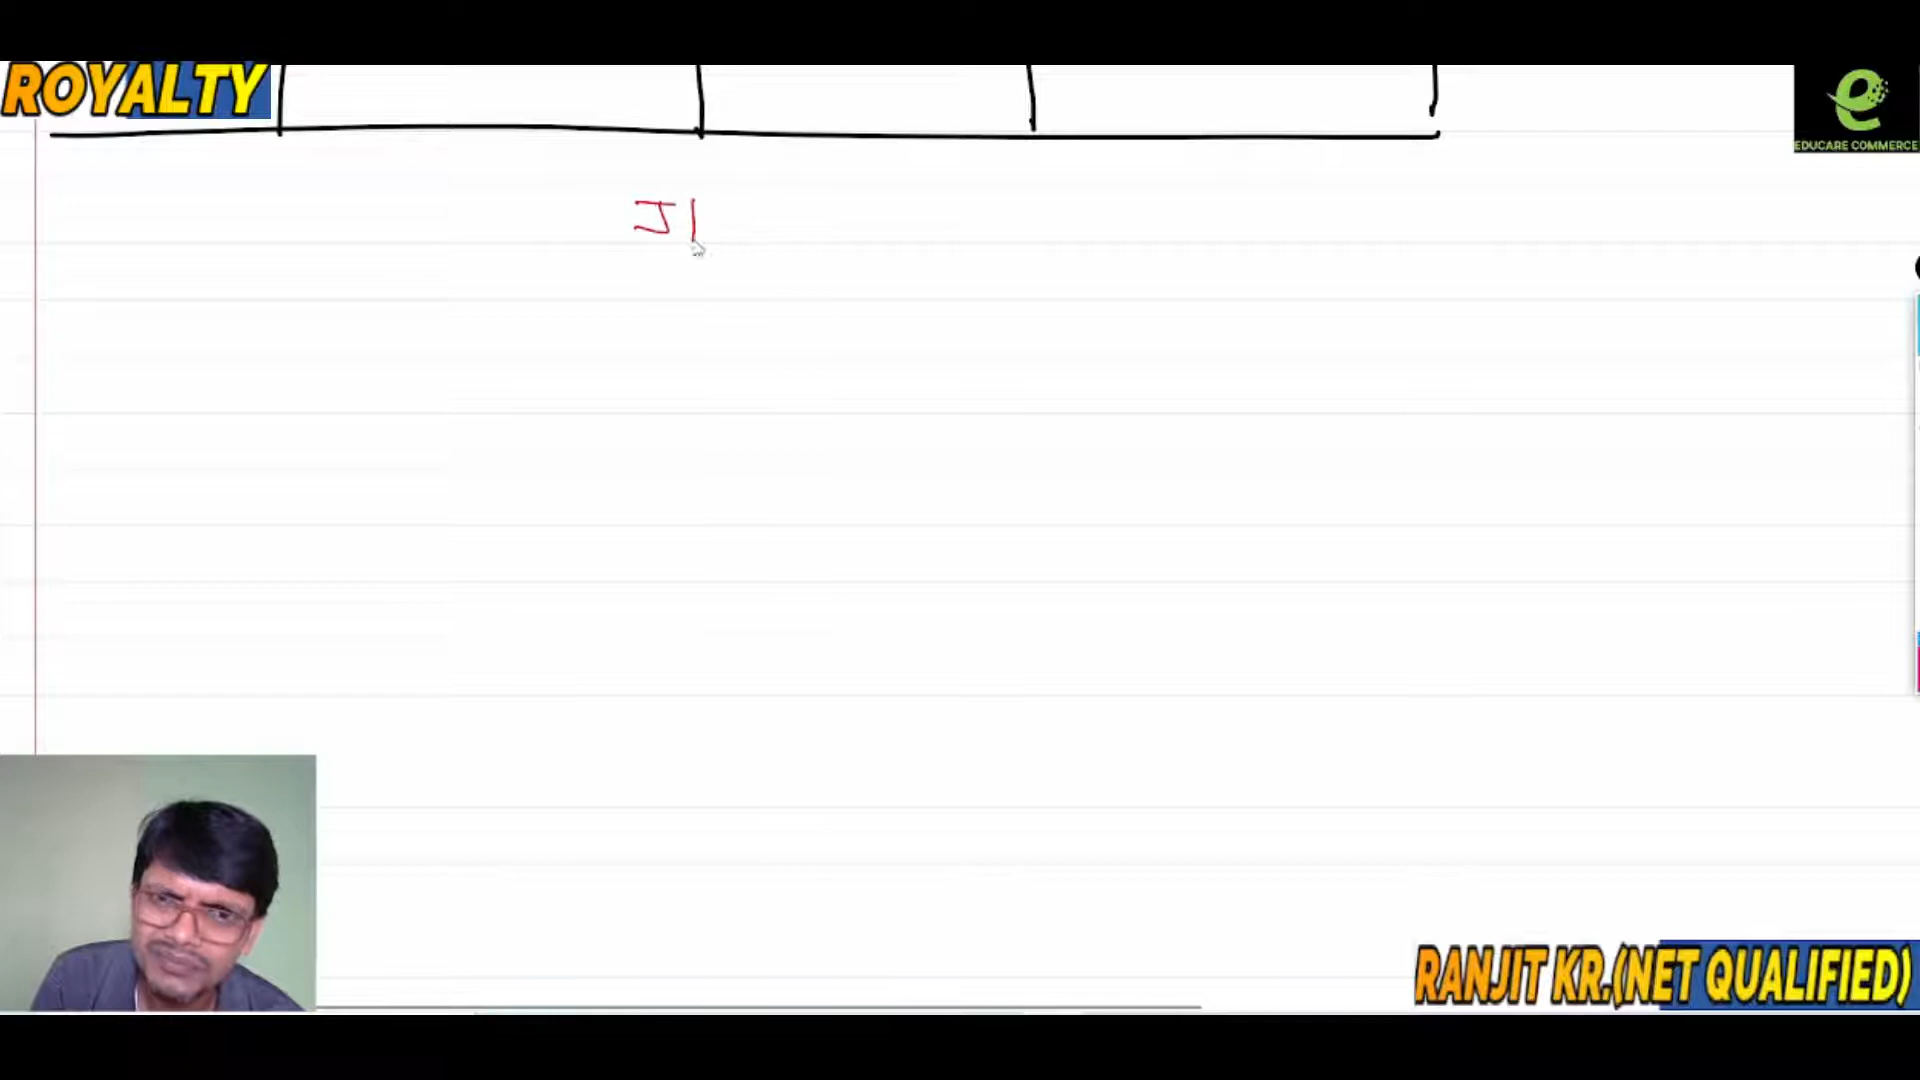 ROYALTY
e
EDUCARE COMMERCE
J
RANJIT KR.(NET QUALIFIED)